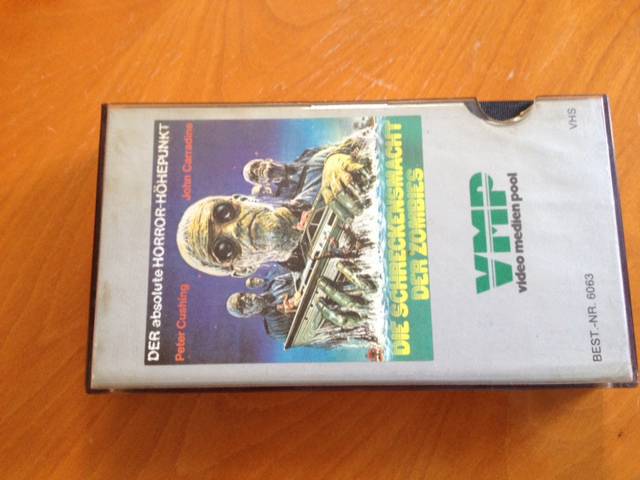 DER absolute HORROR-HÖHEPUNKT
Peter Cushing
John Carradine
DIE SCHRECKENSMACHT
DER ZOMBIES
VMP
video medien pool
BEST.-NR. 6063
VHS